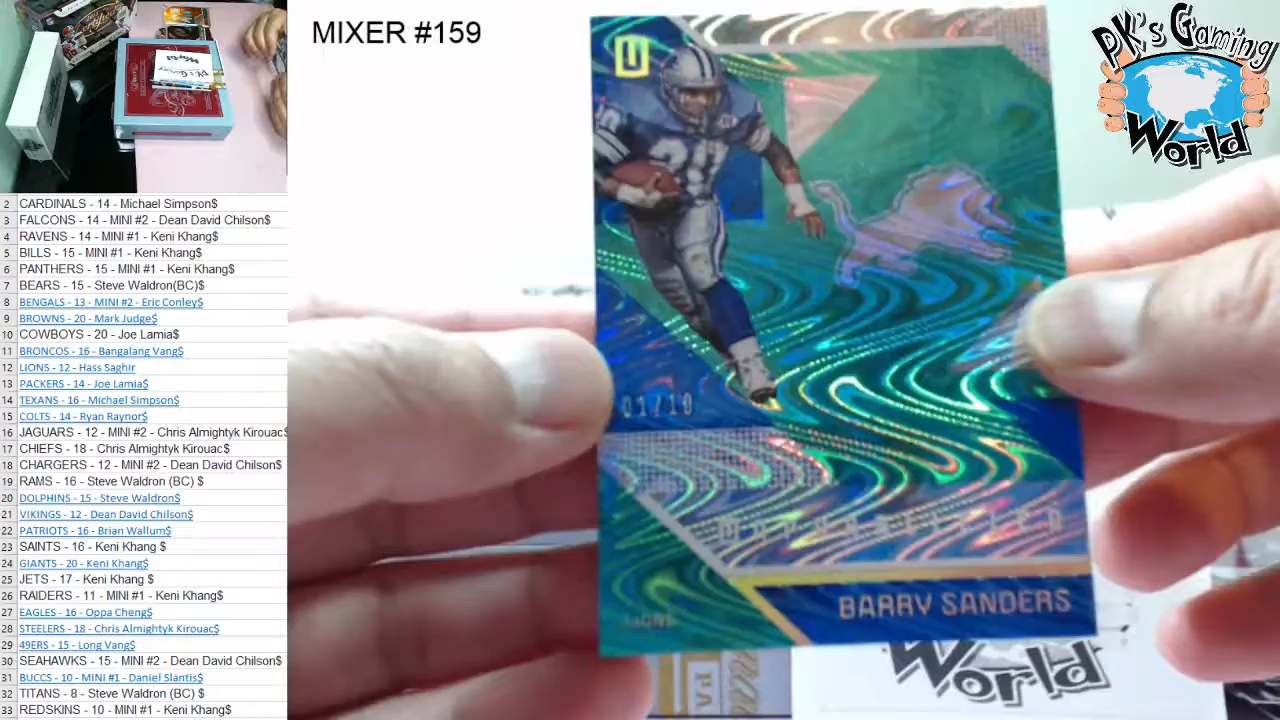 MIXER #159
PK's Gaming
World
2 CARDINALS - 14 - Michael Simpson$
3 FALCONS - 14 - MINI #2 - Dean David Chilson$
4 RAVENS - 14 - MINI #1 - Keni Khang$
5 BILLS - 15 - MINI #1 - Keni Khang$
6 PANTHERS - 15 - MINI #1 - Keni Khang$
7 BEARS - 15 - Steve Waldron(BC)$
8 BENGALS - 13 - MINI #2 - Eric Conley$
9 BROWNS - 20 - Mark Judge$
10 COWBOYS - 20 - Joe Lamia$
11 BRONCOS - 16 - Bangalang Vang$
12 LIONS - 12 - Hass Saghir
13 PACKERS - 14 - Joe Lamia$
14 TEXANS - 16 - Michael Simpson$
15 COLTS - 14 - Ryan Raynor$
16 JAGUARS - 12 - MINI #2 - Chris Almightyk Kirouac$
17 CHIEFS - 18 - Chris Almightyk Kirouac$
18 CHARGERS - 12 - MINI #2 - Dean David Chilson$
19 RAMS - 16 - Steve Waldron (BC) $
20 DOLPHINS - 15 - Steve Waldron$
21 VIKINGS - 12 - Dean David Chilson$
22 PATRIOTS - 16 - Brian Wallum$
23 SAINTS - 16 - Keni Khang $
24 GIANTS - 20 - Keni Khang$
25 JETS - 17 - Keni Khang $
26 RAIDERS - 11 - MINI #1 - Keni Khang$
27 EAGLES - 16 - Oppa Cheng$
28 STEELERS - 18 - Chris Almightyk Kirouac$
29 49ERS - 15 - Long Vang$
30 SEAHAWKS - 15 - MINI #2 - Dean David Chilson$
31 BUCCS - 10 - MINI #1 - Daniel Slantis$
32 TITANS - 8 - Steve Waldron (BC) $
33 REDSKINS - 10 - MINI #1 - Keni Khang$
U
20
01/10
BARRY SANDERS
LIONS
World